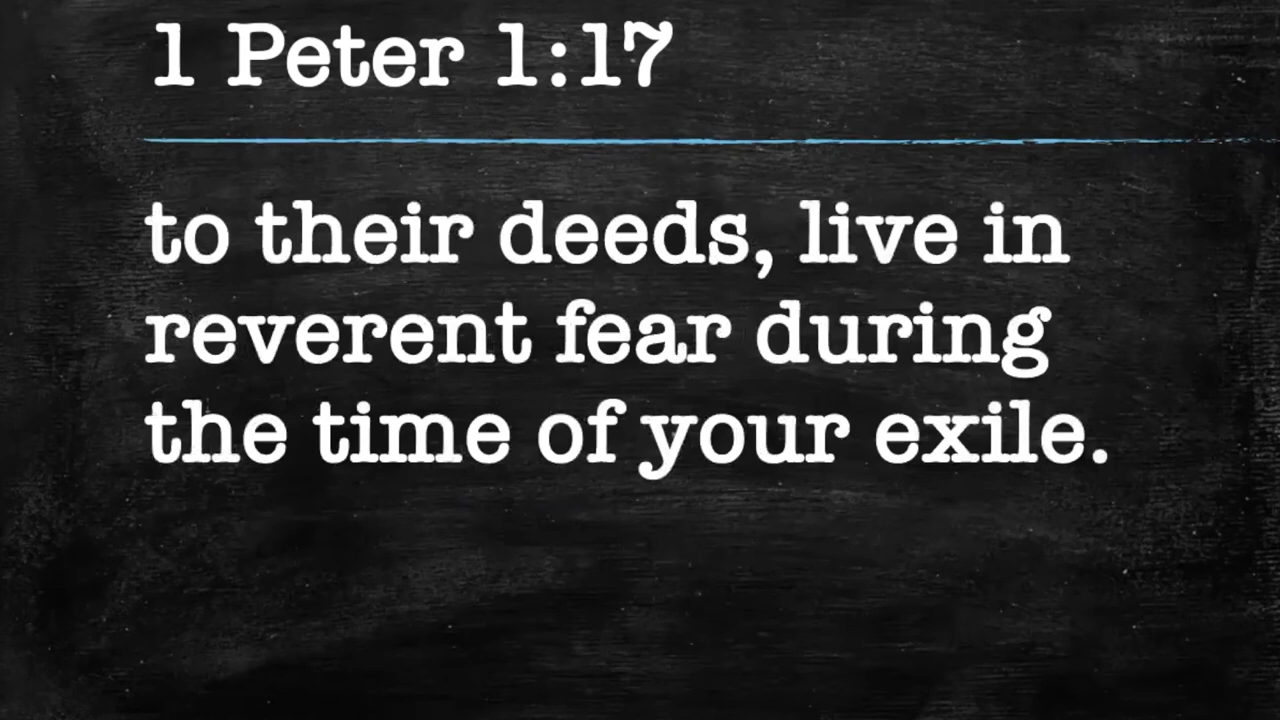 1 Peter 1:17
to their deeds, live in
reverent fear during
the time of your exile.